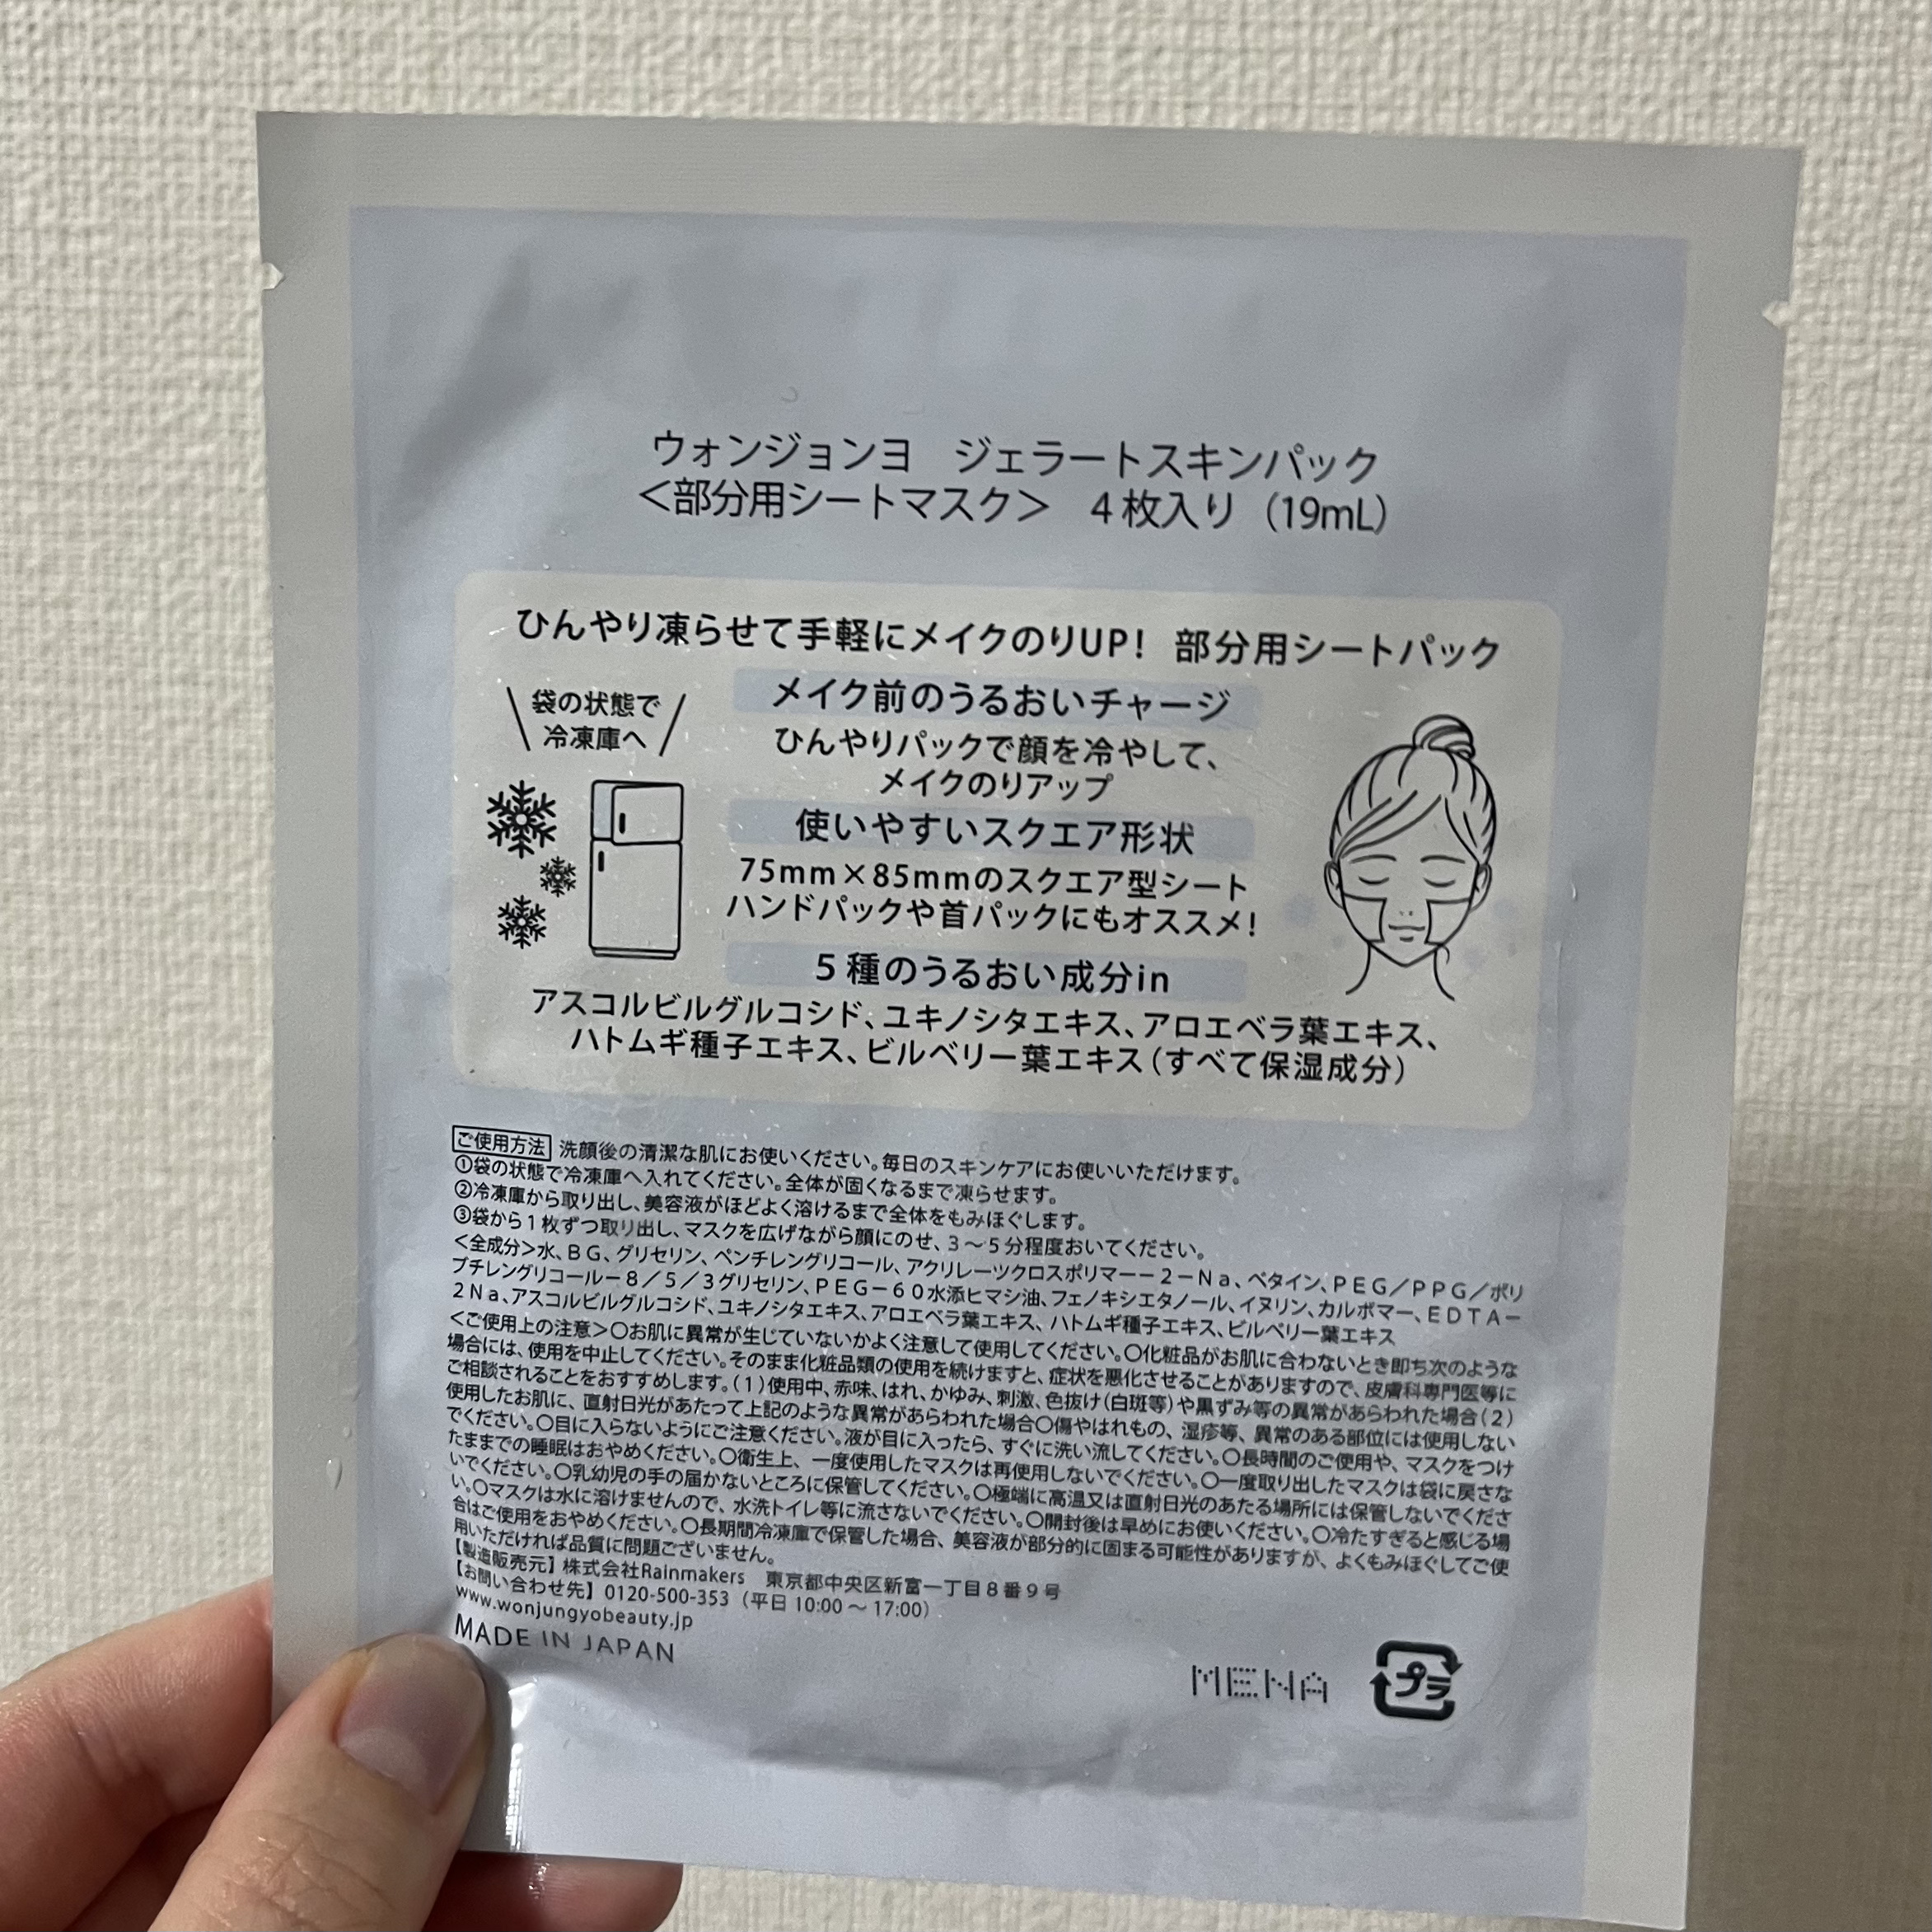 ウォンジョンヨ　ジェラートスキンパック
＜部分用シートマスク＞　4枚入り（19mL）
ひんやり凍らせて手軽にメイクのりUP！ 部分用シートパック
袋の状態で
冷凍庫へ
メイク前のうるおいチャージ
ひんやりパックで顔を冷やして、
メイクのりアップ
使いやすいスクエア形状
75mm×85mmのスクエア型シート
ハンドパックや首パックにもオススメ！
5種のうるおい成分in
アスコルビルグルコシド、ユキノシタエキス、アロエベラ葉エキス、
ハトムギ種子エキス、ビルベリー葉エキス（すべて保湿成分）
ご使用方法 洗顔後の清潔な肌にお使いください。毎日のスキンケアにお使いいただけます。
①袋の状態で冷凍庫へ入れてください。全体が固くなるまで凍らせます。
②冷凍庫から取り出し、美容液がほどよく溶けるまで全体をもみほぐします。
③袋から1枚ずつ取り出し、マスクを広げながら顔にのせ、3～5分程度おいてください。
＜全成分＞水、ＢＧ、グリセリン、ペンチレングリコール、アクリレーツクロスポリマー－２－Ｎａ、ベタイン、ＰＥＧ／ＰＰＧ／ポリ
ブチレングリコール－８／５／３グリセリン、ＰＥＧ－６０水添ヒマシ油、フェノキシエタノール、イヌリン、カルボマー、ＥＤＴＡ－
２Ｎａ、アスコルビルグルコシド、ユキノシタエキス、アロエベラ葉エキス、ハトムギ種子エキス、ビルベリー葉エキス
＜ご使用上の注意＞〇お肌に異常が生じていないかよく注意して使用してください。〇化粧品がお肌に合わないとき即ち次のような
場合には、使用を中止してください。そのまま化粧品類の使用を続けますと、症状を悪化させることがありますので、皮膚科専門医等に
ご相談されることをおすすめします。（1）使用中、赤味、はれ、かゆみ、刺激、色抜け（白斑等）や黒ずみ等の異常があらわれた場合（2）
使用したお肌に、直射日光があたって上記のような異常があらわれた場合〇傷やはれもの、湿疹等、異常のある部位には使用しない
でください。〇目に入らないようにご注意ください。液が目に入ったら、すぐに洗い流してください。〇長時間のご使用や、マスクをつけ
たままでの睡眠はおやめください。〇衛生上、一度使用したマスクは再使用しないでください。〇一度取り出したマスクは袋に戻さな
いでください。〇乳幼児の手の届かないところに保管してください。〇極端に高温又は直射日光のあたる場所には保管しないでくださ
い。〇マスクは水に溶けませんので、水洗トイレ等に流さないでください。〇開封後は早めにお使いください。〇冷たすぎると感じる場
合はご使用をおやめください。〇長期間冷凍庫で保管した場合、美容液が部分的に固まる可能性がありますが、よくもみほぐしてご使
用いただければ品質に問題ございません。
【製造販売元】株式会社Rainmakers　東京都中央区新富一丁目8番9号
【お問い合わせ先】0120-500-353（平日 10:00～17:00）
www.wonjungyobeauty.jp
MADE IN JAPAN
MENA
プラ